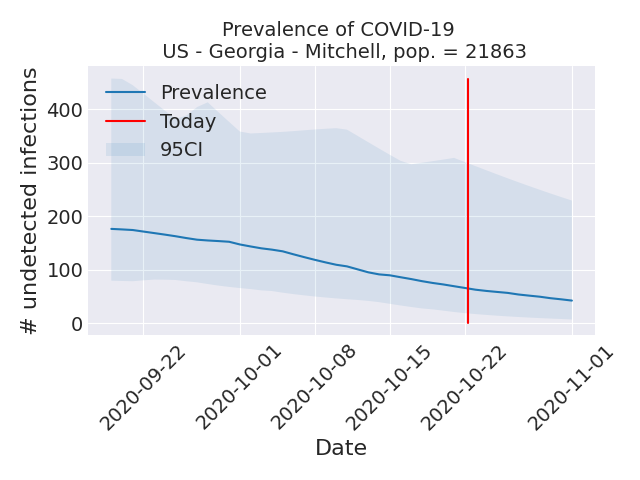 Prevalence of COVID-19
US - Georgia - Mitchell, pop. = 21863
# undetected infections
400
300
200
100
0
Prevalence
Today
95CI
2020-09-22
2020-10-01
2020-10-08
2020-10-15
2020-10-22
2020-11-01
Date